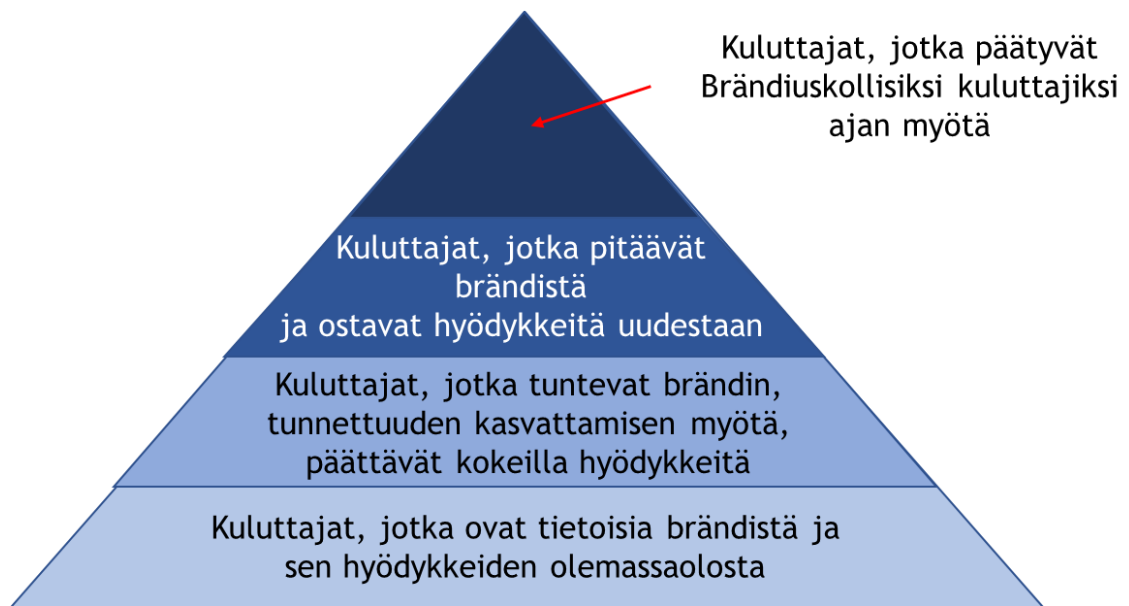 Kuluttajat, jotka päätyvät
Brändiuskollisiksi kuluttajiksi
ajan myötä
Kuluttajat, jotka pitäävät
brändistä
ja ostavat hyödykkeitä uudestaan
Kuluttajat, jotka tuntevat brändin,
tunnettuuden kasvattamisen myötä,
päättävät kokeilla hyödykkeitä
Kuluttajat, jotka ovat tietoisia brändistä ja
sen hyödykkeiden olemassaolosta